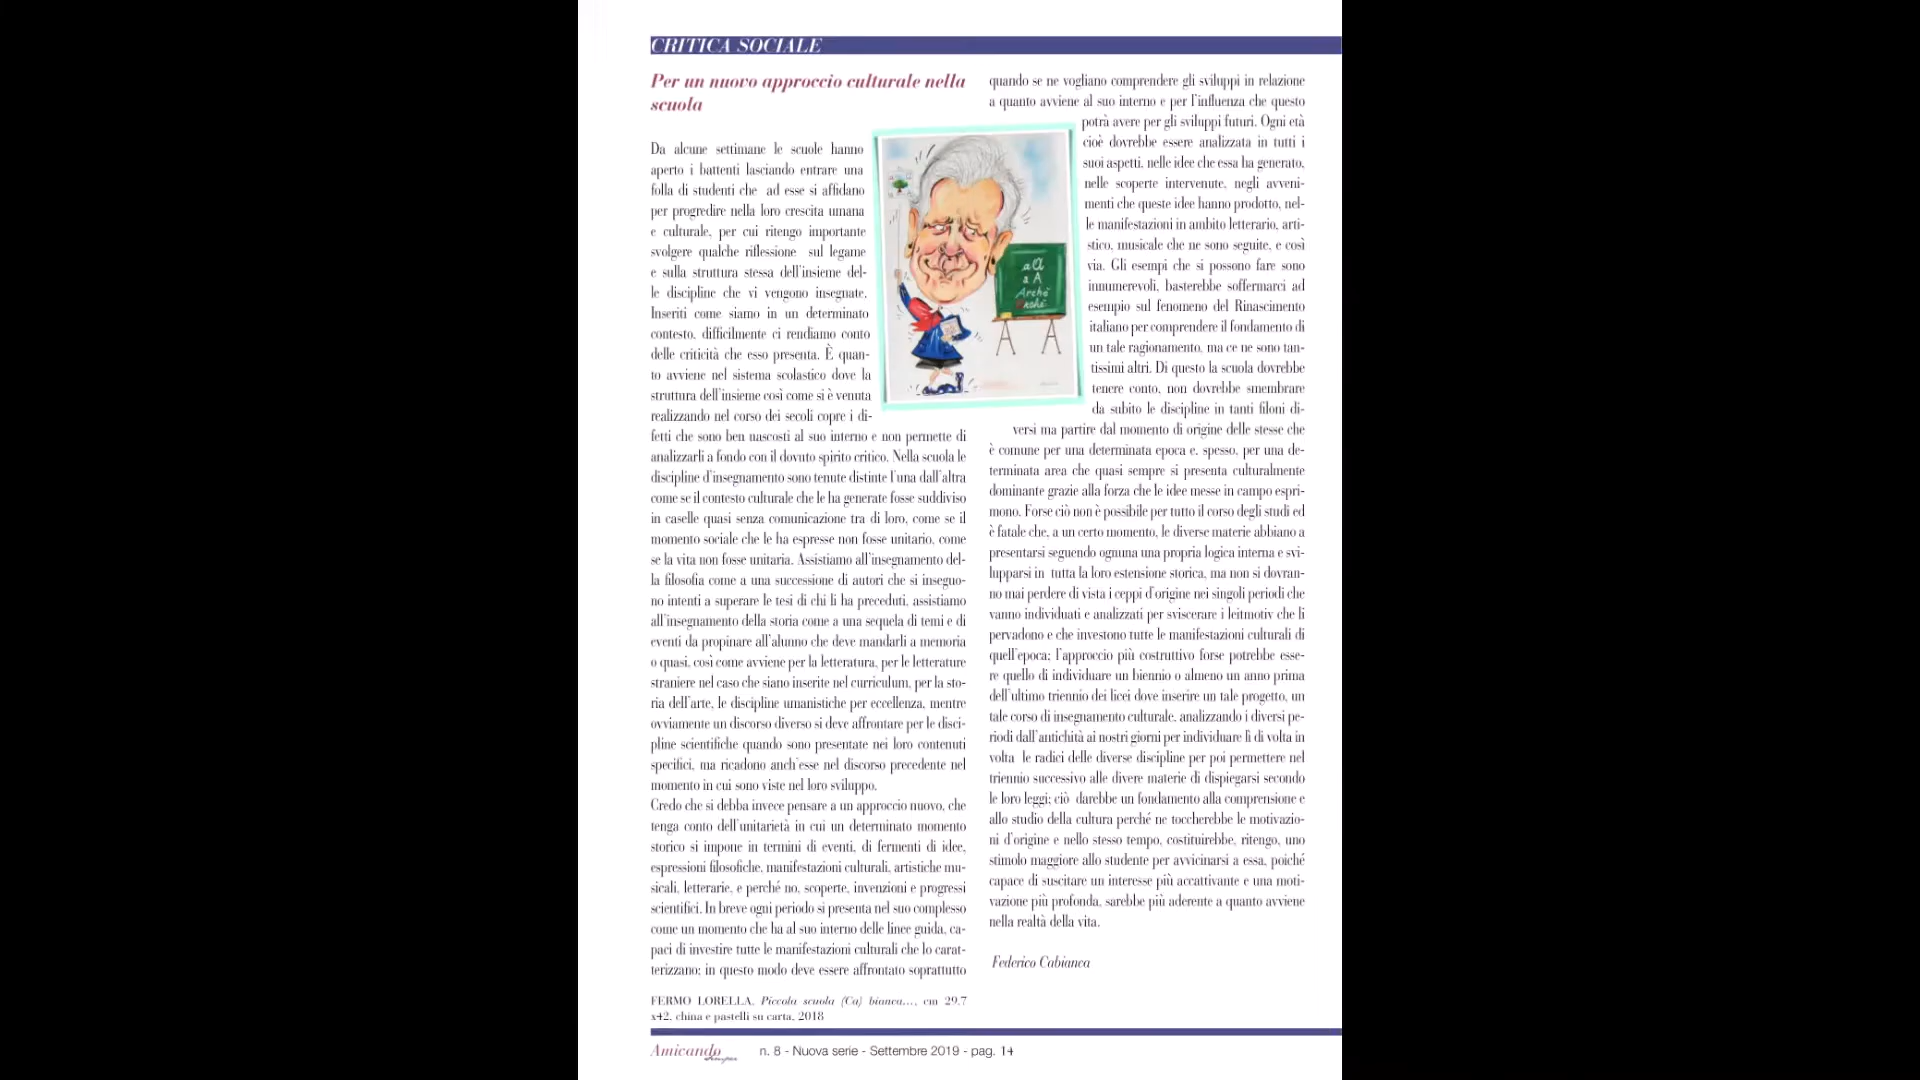 CRITICA SOCIALE
Per un nuovo approccio culturale nella
scuola
Da alcune settimane le scuole hanno
aperto i battenti lasciando entrare una
folla di studenti che ad esse si affidano
per progredire nella loro crescita umana
e culturale, per cui ritengo importante
svolgere qualche riflessione sul legame
e sulla struttura stessa dell'insieme del-
le discipline che vi vengono insegnate.
Inseriti come siamo in un determinato
contesto, difficilmente ci rendiamo conto
delle criticità che esso presenta. È quan-
to avviene nel sistema scolastico dove la
struttura dell'insieme così come si è venuta
realizzando nel corso dei secoli copre i di-
fetti che sono ben nascosti al suo interno e non permette di
analizzarli a fondo con il dovuto spirito critico. Nella scuola le
discipline d'insegnamento sono tenute distinte l'una dall'altra
come se il contesto culturale che le ha generate fosse suddiviso
in caselle quasi senza comunicazione tra di loro, come se il
momento sociale che le ha espresse non fosse unitario, come
se la vita non fosse unitaria. Assistiamo all'insegnamento del-
la filosofia come a una successione di autori che si inseguo-
no intenti a superare le tesi di chi li ha preceduti, assistiamo
all'insegnamento della storia come a una sequela di temi e di
eventi da propinare all'alunno che deve mandarli a memoria
o quasi, così come avviene per la letteratura, per le letterature
straniere nel caso che siano inserite nel curriculum, per la sto-
ria dell'arte, le discipline umanistiche per eccellenza, mentre
ovviamente un discorso diverso si deve affrontare per le disci-
pline scientifiche quando sono presentate nei loro contenuti
specifici, ma ricadono anch'esse nel discorso precedente nel
momento in cui sono viste nel loro sviluppo.
Credo che si debba invece pensare a un approccio nuovo, che
tenga conto dell'unitarietà in cui un determinato momento
storico si impone in termini di eventi, di fermenti di idee,
espressioni filosofiche, manifestazioni culturali, artistiche mu-
sicali, letterarie, e perché no, scoperte, invenzioni e progressi
scientifici. In breve ogni periodo si presenta nel suo complesso
come un momento che ha al suo interno delle linee guida, ca-
paci di investire tutte le manifestazioni culturali che lo carat-
terizzano; in questo modo deve essere affrontato soprattutto
FERMO LORELLA, Piccola scuola (Ca) bianca..., cm 29,7
x42, china e pastelli su carta, 2018
quando se ne vogliano comprendere gli sviluppi in relazione
a quanto avviene al suo interno e per l'influenza che questo
potrà avere per gli sviluppi futuri. Ogni età
cioè dovrebbe essere analizzata in tutti i
suoi aspetti, nelle idee che essa ha generato,
nelle scoperte intervenute, negli avveni-
menti che queste idee hanno prodotto, nel-
le manifestazioni in ambito letterario, arti-
stico, musicale che ne sono seguite, e così
via. Gli esempi che si possono fare sono
innumerevoli, basterebbe soffermarci ad
esempio sul fenomeno del Rinascimento
italiano per comprendere il fondamento di
un tale ragionamento, ma ce ne sono tan-
tissimi altri. Di questo la scuola dovrebbe
tenere conto, non dovrebbe smembrare
da subito le discipline in tanti filoni di-
versi ma partire dal momento di origine delle stesse che
è comune per una determinata epoca e, spesso, per una de-
terminata area che quasi sempre si presenta culturalmente
dominante grazie alla forza che le idee messe in campo espri-
mono. Forse ciò non è possibile per tutto il corso degli studi ed
è fatale che, a un certo momento, le diverse materie abbiano a
presentarsi seguendo ognuna una propria logica interna e svi-
lupparsi in tutta la loro estensione storica, ma non si dovran-
no mai perdere di vista i ceppi d'origine nei singoli periodi che
vanno individuati e analizzati per sviscerare i leitmotiv che li
pervadono e che investono tutte le manifestazioni culturali di
quell'epoca; l'approccio più costruttivo forse potrebbe esse-
re quello di individuare un biennio o almeno un anno prima
dell'ultimo triennio dei licei dove inserire un tale progetto, un
tale corso di insegnamento culturale, analizzando i diversi pe-
riodi dall'antichità ai nostri giorni per individuare lì di volta in
volta le radici delle diverse discipline per poi permettere nel
triennio successivo alle divere materie di dispiegarsi secondo
le loro leggi; ciò darebbe un fondamento alla comprensione e
allo studio della cultura perché ne toccherebbe le motivazio-
ni d'origine e nello stesso tempo, costituirebbe, ritengo, uno
stimolo maggiore allo studente per avvicinarsi a essa, poiché
capace di suscitare un interesse più accattivante e una moti-
vazione più profonda, sarebbe più aderente a quanto avviene
nella realtà della vita.
Federico Cabianca
a A
Archè
Amicando
n. 8 - Nuova serie - Settembre 2019 - pag. 14